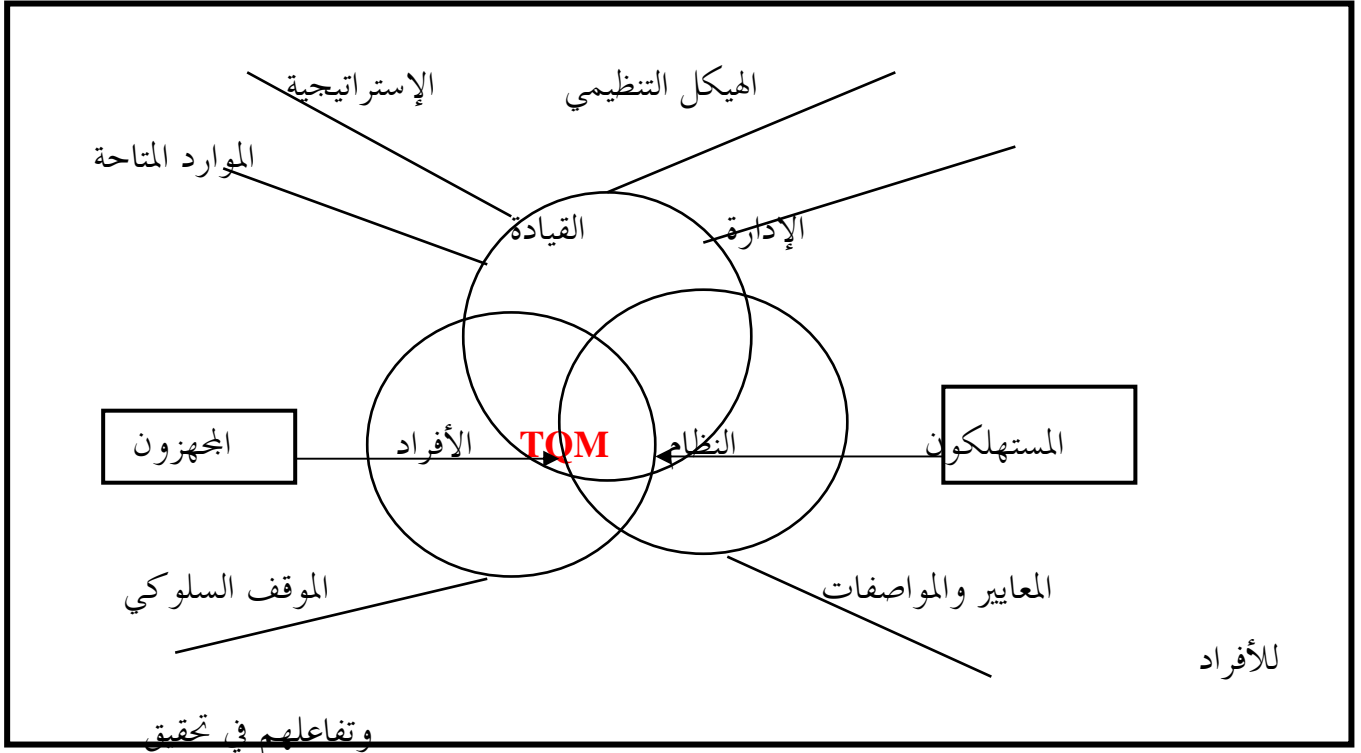 الهيكل التنظيمي الإستراتيجية
الموارد المتاحة
الإدارة القيادة
المستهلكون النظام TQM الأفراد المجهزون
المعايير والمواصفات الموقف السلوكي
للأفراد
وتفاعلهم في تحقيق